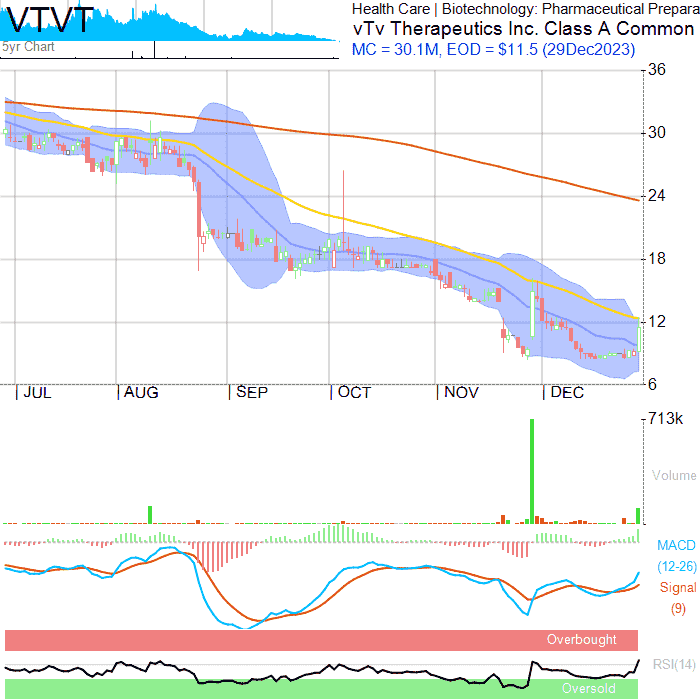 VTVT
5yr Chart
Health Care | Biotechnology: Pharmaceutical Prepara
vTv Therapeutics Inc. Class A Common
MC = 30.1M, EOD = $11.5 (29Dec2023)
36
30
24
18
12
6
|JUL |AUG |SEP |OCT |NOV |DEC
713k
Volume
MACD
(12-26)
Signal
(9)
Overbought
RSI(14)
Oversold